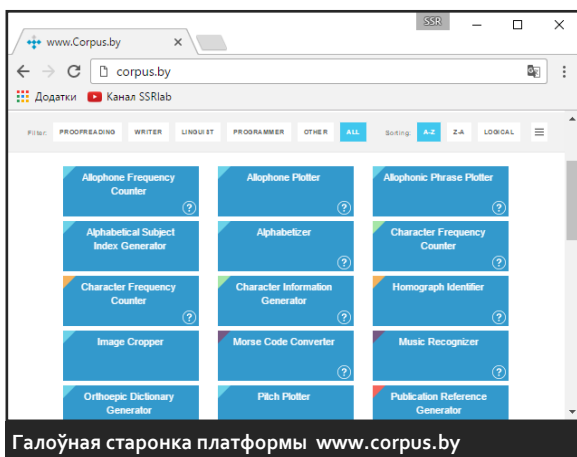 SSR
www.Corpus.by
corpus.by
Дадаткі Канал SSRlab
Filter: PROOFREADING WRITER LINGUIST PROGRAMMER OTHER ALL Sorting: A-Z Z-A LOGICAL
Allophone Frequency Counter
Allophone Plotter
Allophonic Phrase Plotter
Alphabetical Subject Index Generator
Alphabetizer
Character Frequency Counter
Character Frequency Counter
Character Information Generator
Homograph Identifier
Image Cropper
Morse Code Converter
Music Recognizer
Orthoepic Dictionary Generator
Pitch Plotter
Publication Reference Generator
Галоўная старонка платформы www.corpus.by